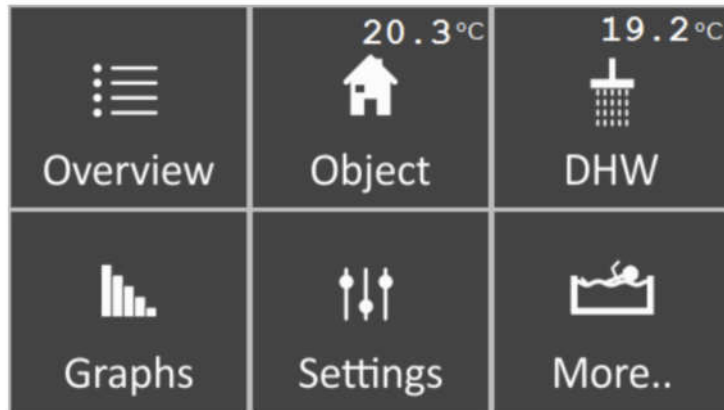 20.3°C
19.2°C
Overview
Object
DHW
Graphs
Settings
More..